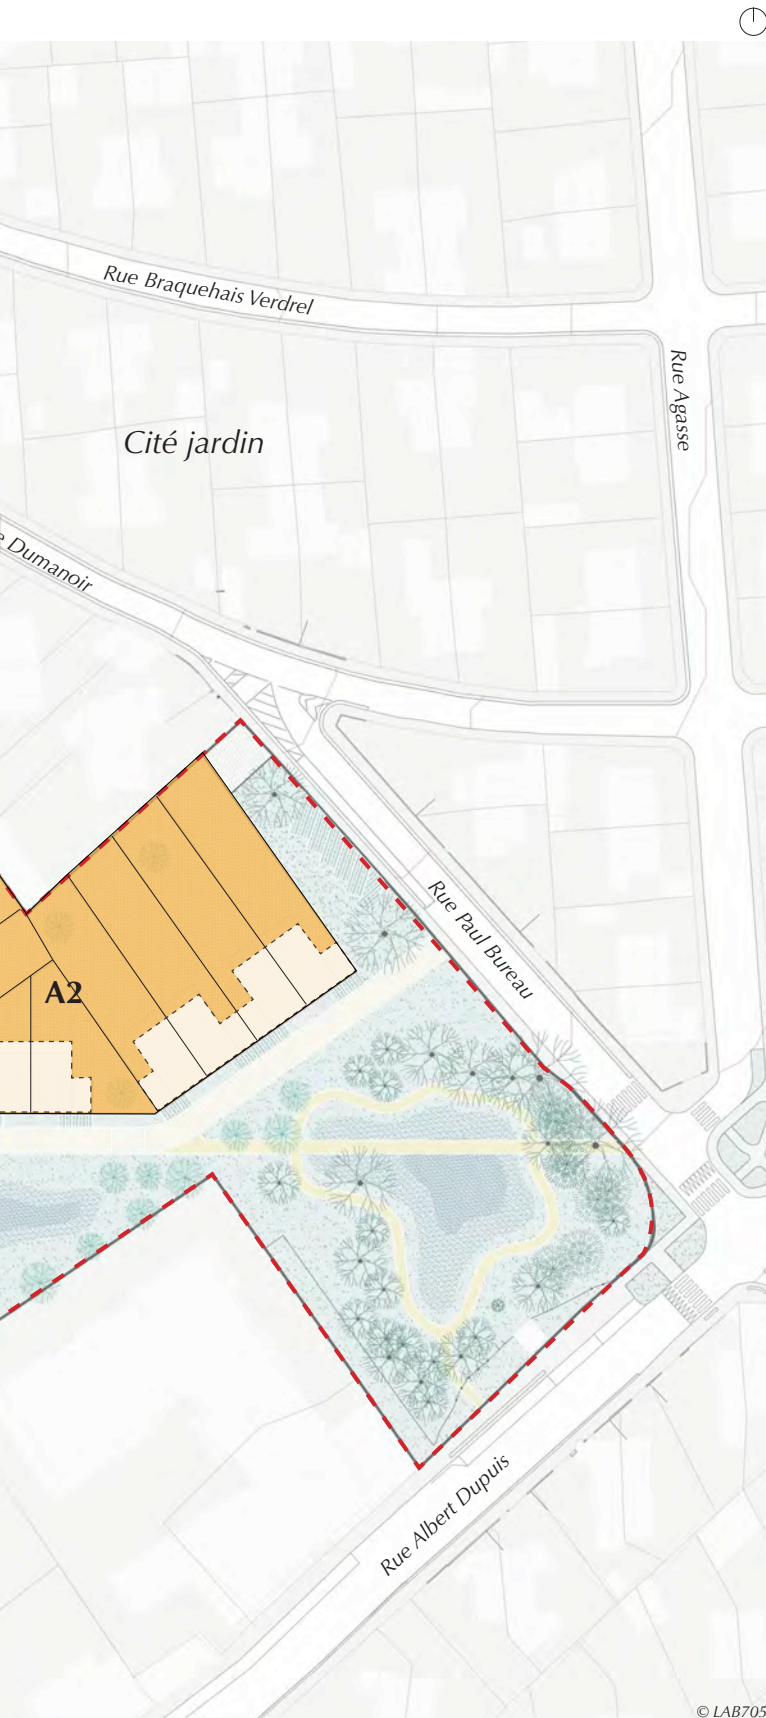 Rue Braquehais Verdrel
Rue Agasse
Cité jardin
Dumanoir
Rue Paul Bureau
A2
Rue Albert Dupuis
© LAB705